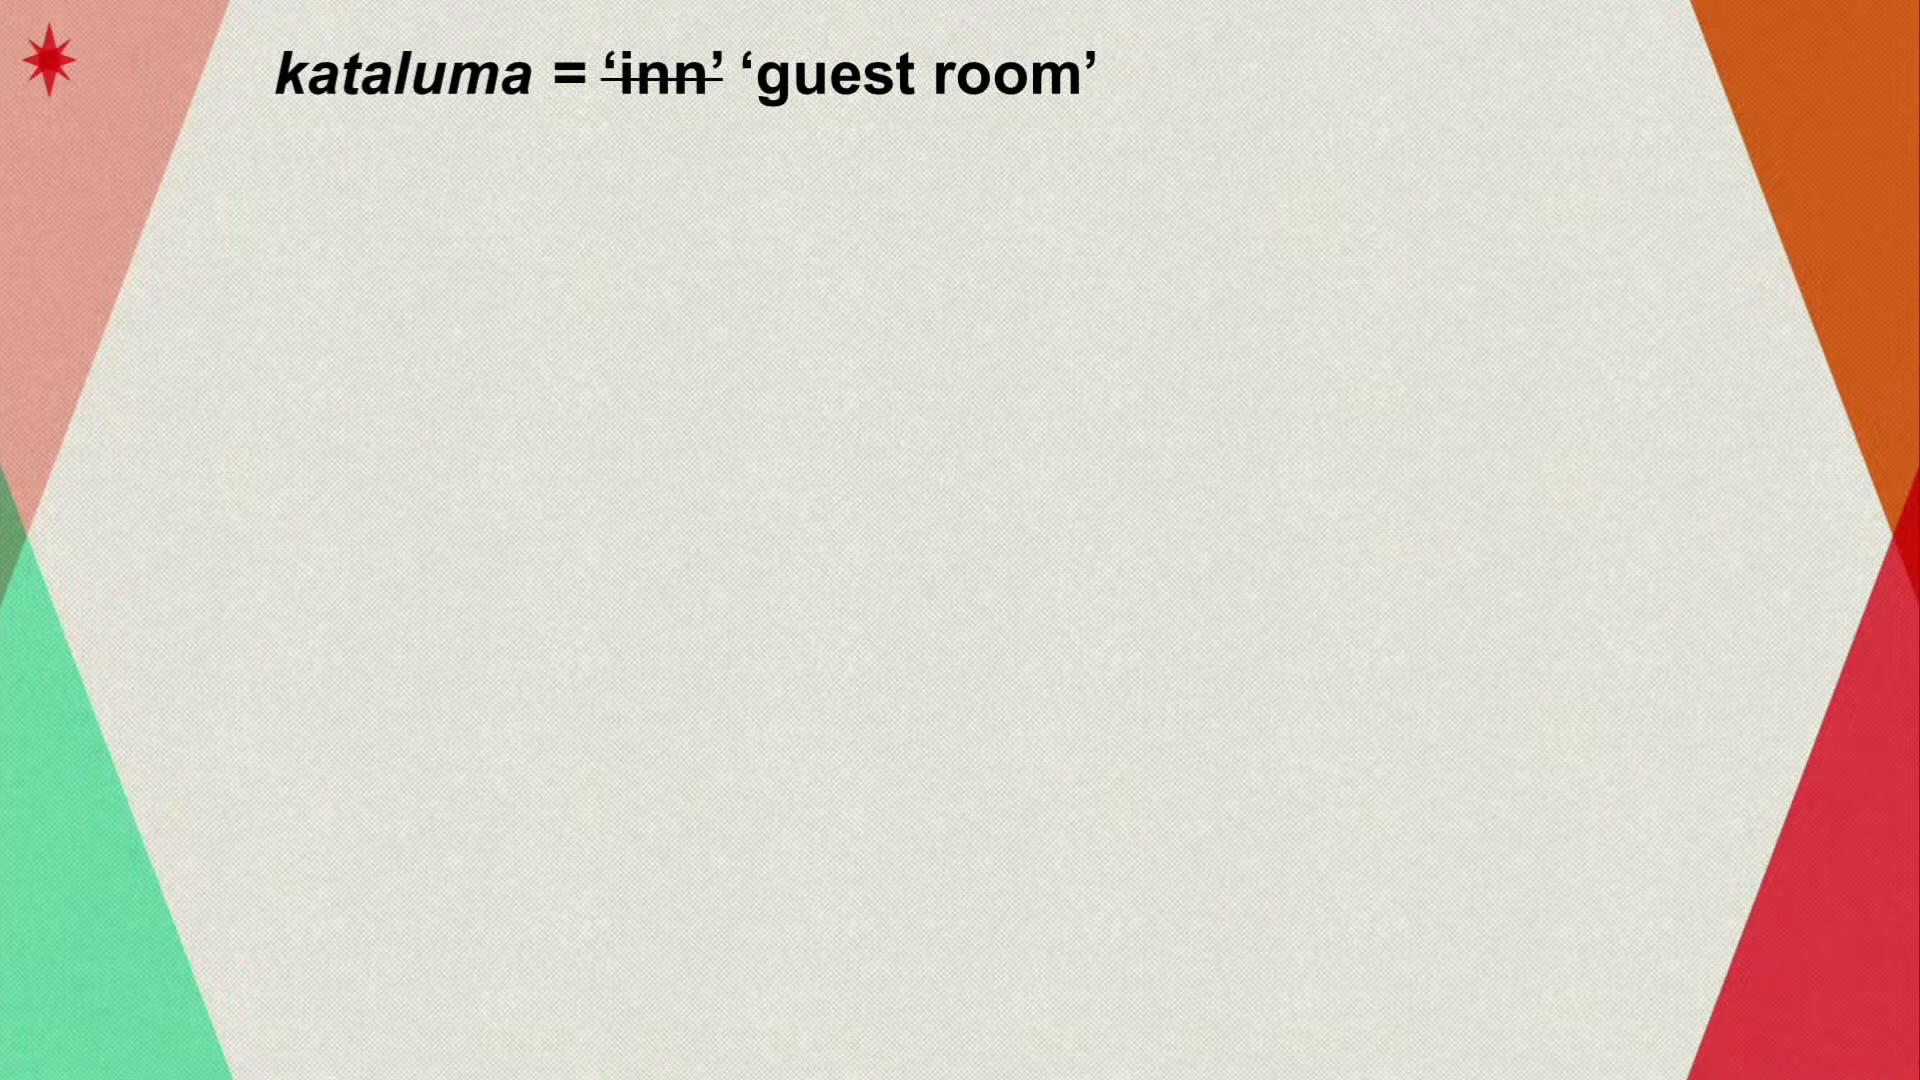 kataluma = ‘inn’ ‘guest room’